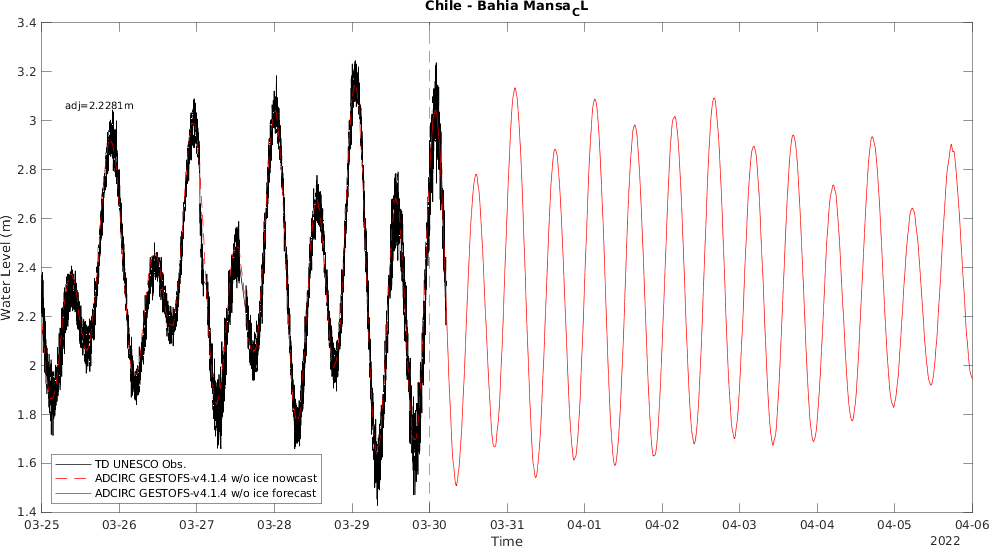 Chile - Bahia MansaCL
3.4
3.2
3
2.8
2.6
2.4
2.2
2
1.8
1.6
1.4
Water Level (m)
adj=2.2281m
TD UNESCO Obs.
ADCIRC GESTOFS-v4.1.4 w/o ice nowcast
ADCIRC GESTOFS-v4.1.4 w/o ice forecast
03-25 03-26 03-27 03-28 03-29 03-30 03-31 04-01 04-02 04-03 04-04 04-05 04-06
Time
2022